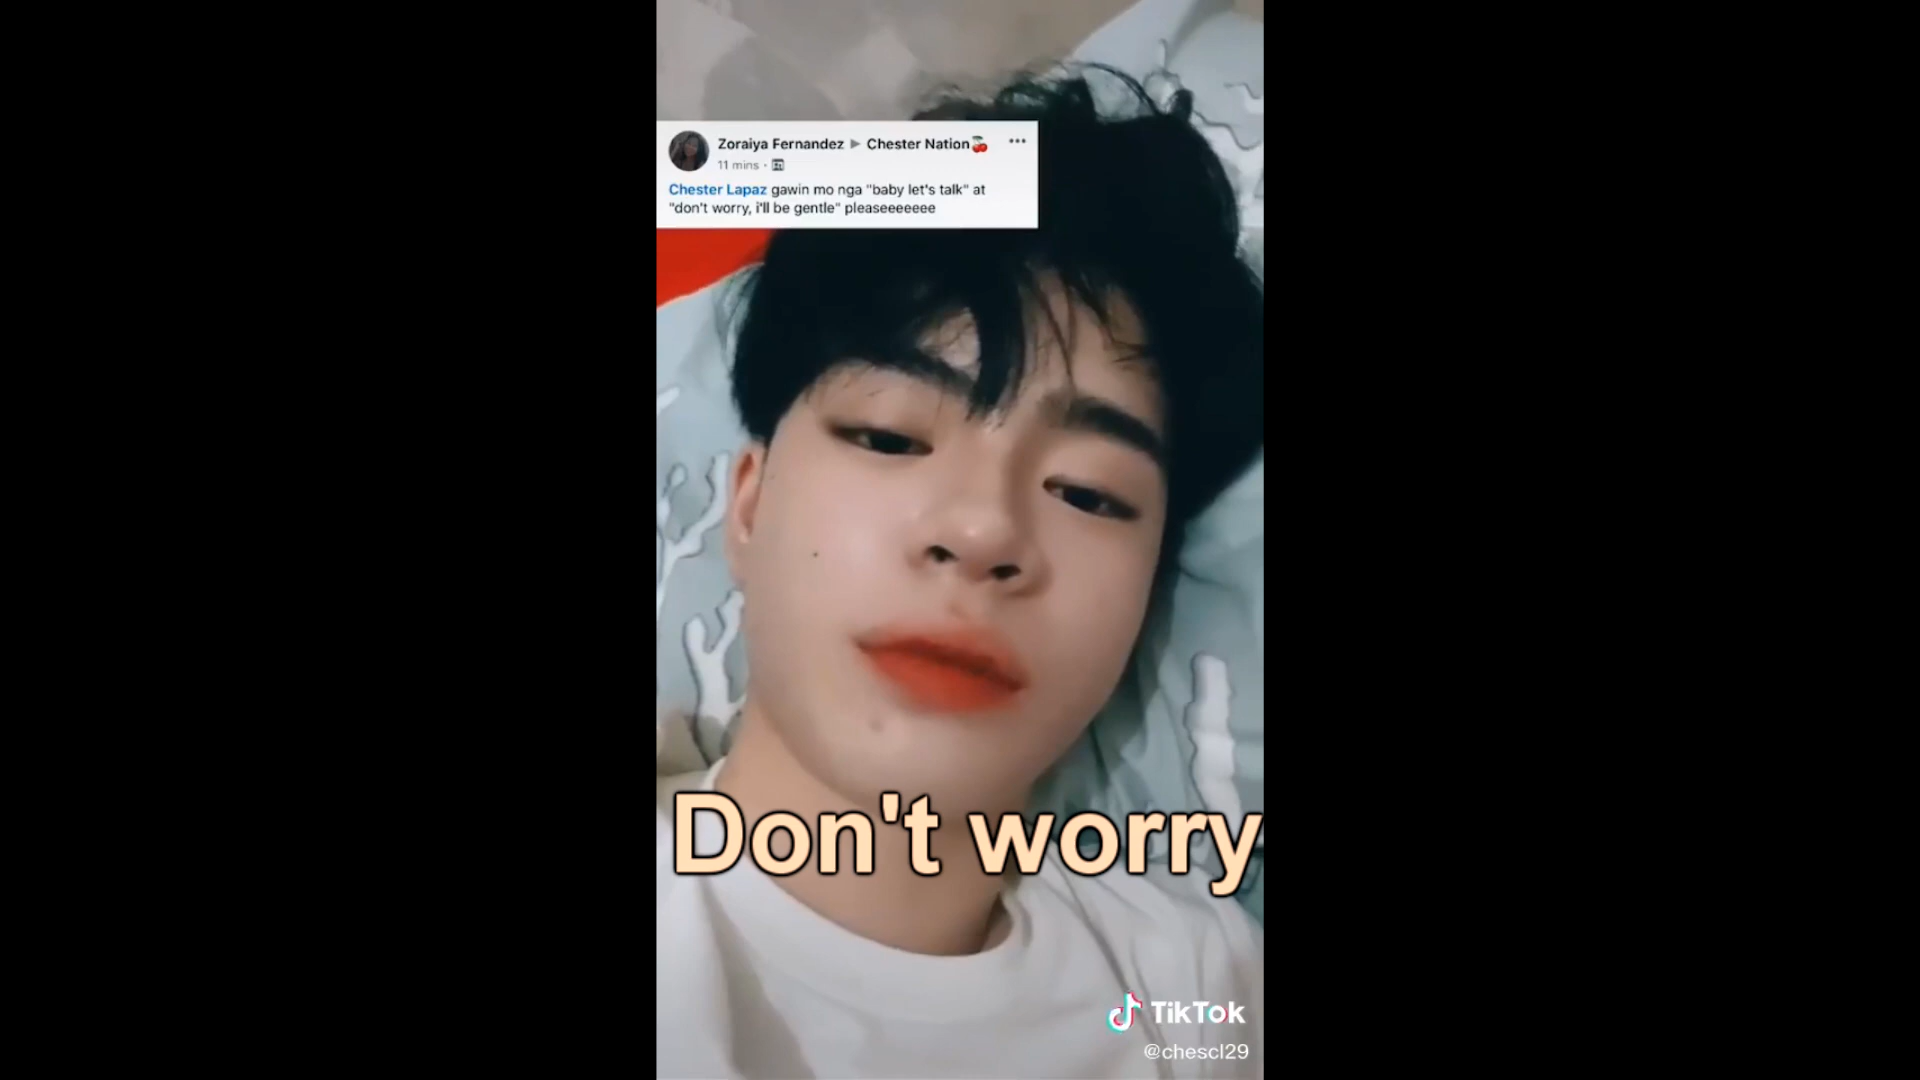 Zoraiya Fernandez ▶ Chester Nation🍒
11 mins ·
Chester Lapaz gawin mo nga "baby let's talk" at
"don't worry, i'll be gentle" pleaseeeeeee
Don't worry
TikTok
@chescl29